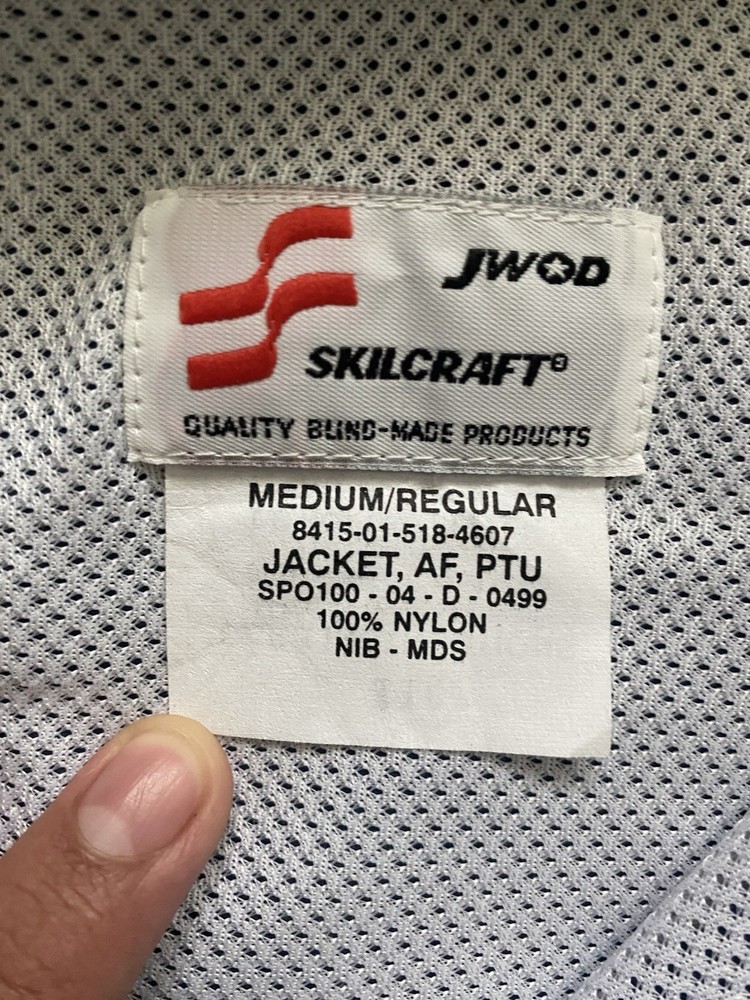 JWOD
SKILCRAFT®
QUALITY BLIND-MADE PRODUCTS
MEDIUM/REGULAR
8415-01-518-4607
JACKET, AF, PTU
SPO100 - 04 - D - 0499
100% NYLON
NIB - MDS